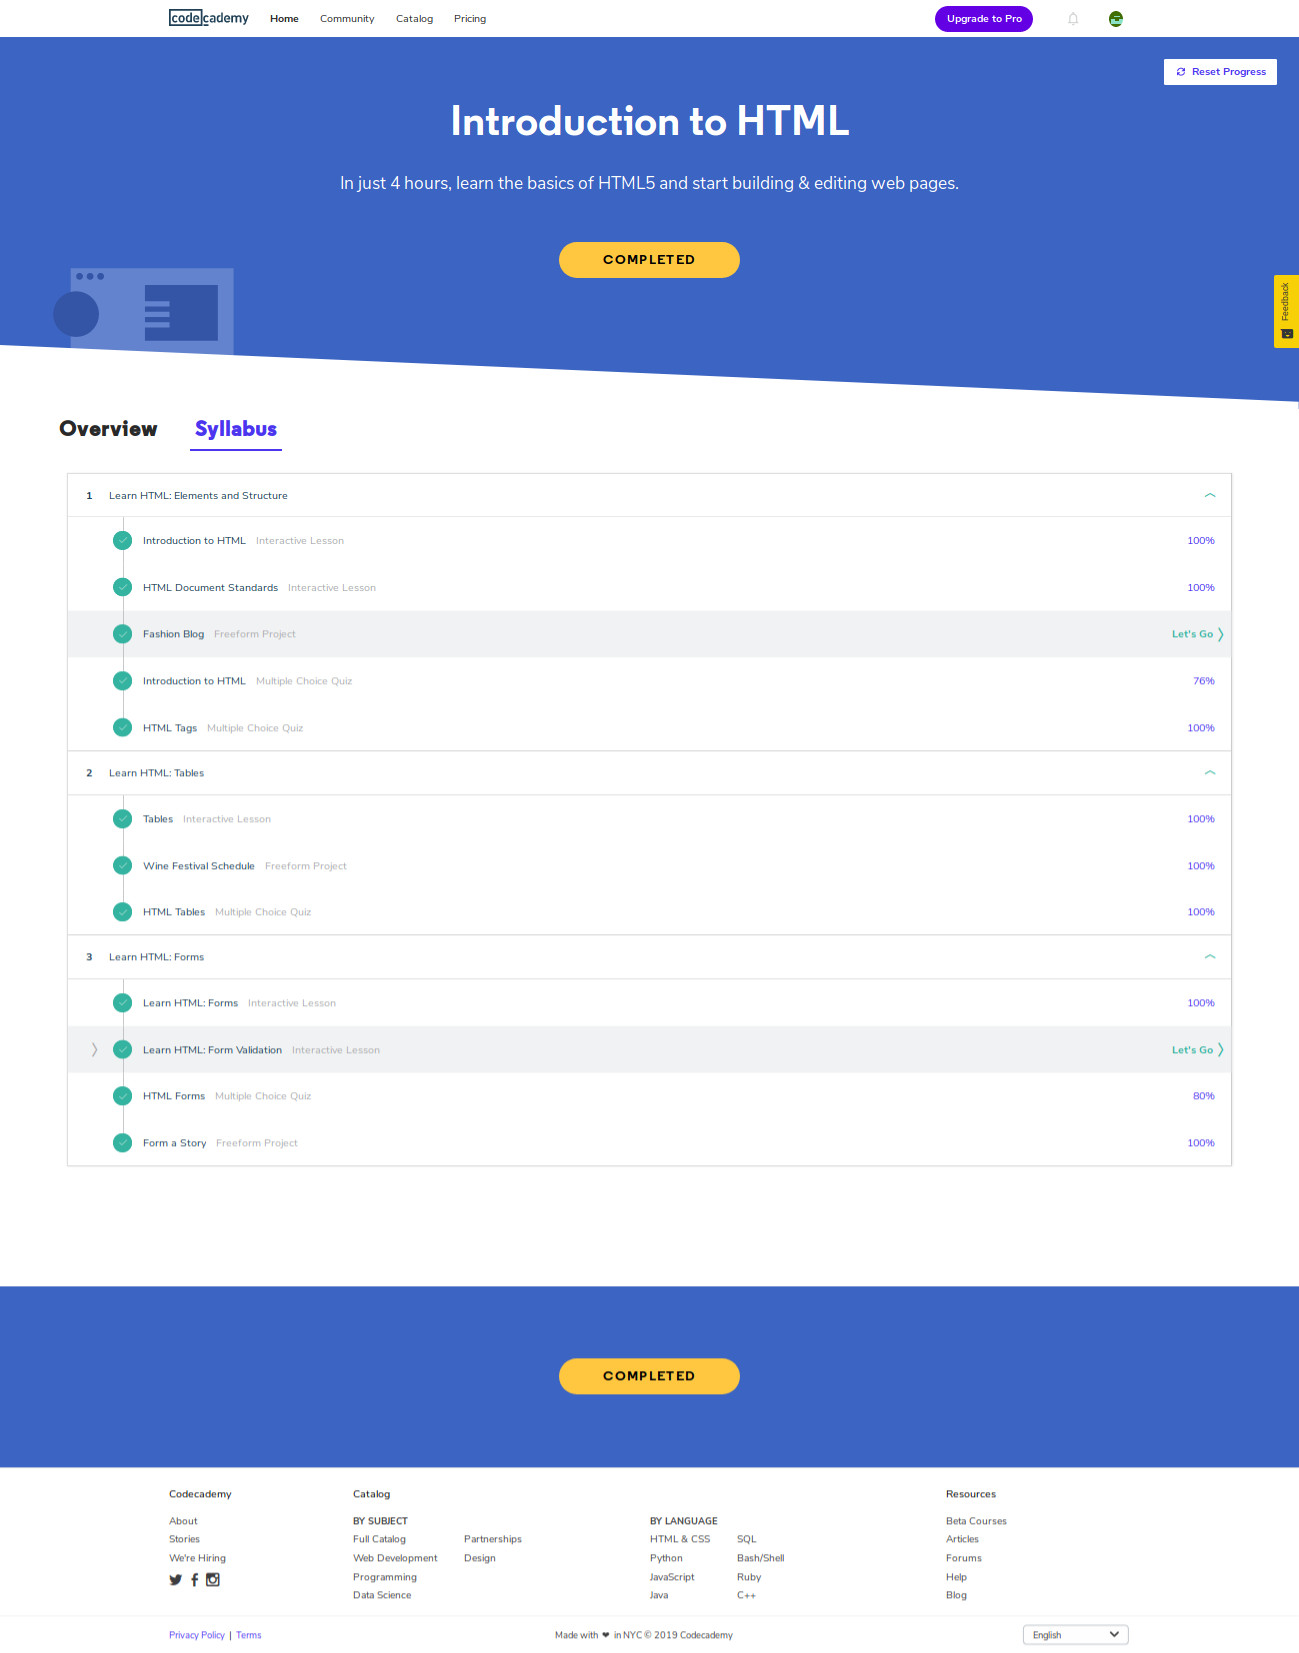 codecademy Home Community Catalog Pricing Upgrade to Pro
Reset Progress
Introduction to HTML
In just 4 hours, learn the basics of HTML5 and start building & editing web pages.
COMPLETED
Feedback
Overview Syllabus
1 Learn HTML: Elements and Structure
Introduction to HTML Interactive Lesson 100%
HTML Document Standards Interactive Lesson 100%
Fashion Blog Freeform Project Let's Go
Introduction to HTML Multiple Choice Quiz 76%
HTML Tags Multiple Choice Quiz 100%
2 Learn HTML: Tables
Tables Interactive Lesson 100%
Wine Festival Schedule Freeform Project 100%
HTML Tables Multiple Choice Quiz 100%
3 Learn HTML: Forms
Learn HTML: Forms Interactive Lesson 100%
Learn HTML: Form Validation Interactive Lesson Let's Go
HTML Forms Multiple Choice Quiz 80%
Form a Story Freeform Project 100%
COMPLETED
Codecademy Catalog Resources
About BY SUBJECT BY LANGUAGE Beta Courses
Stories Full Catalog Partnerships HTML & CSS SQL Articles
We're Hiring Web Development Design Python Bash/Shell Forums
Programming JavaScript Ruby Help
Data Science Java C++ Blog
Privacy Policy | Terms Made with ❤ in NYC © 2019 Codecademy English